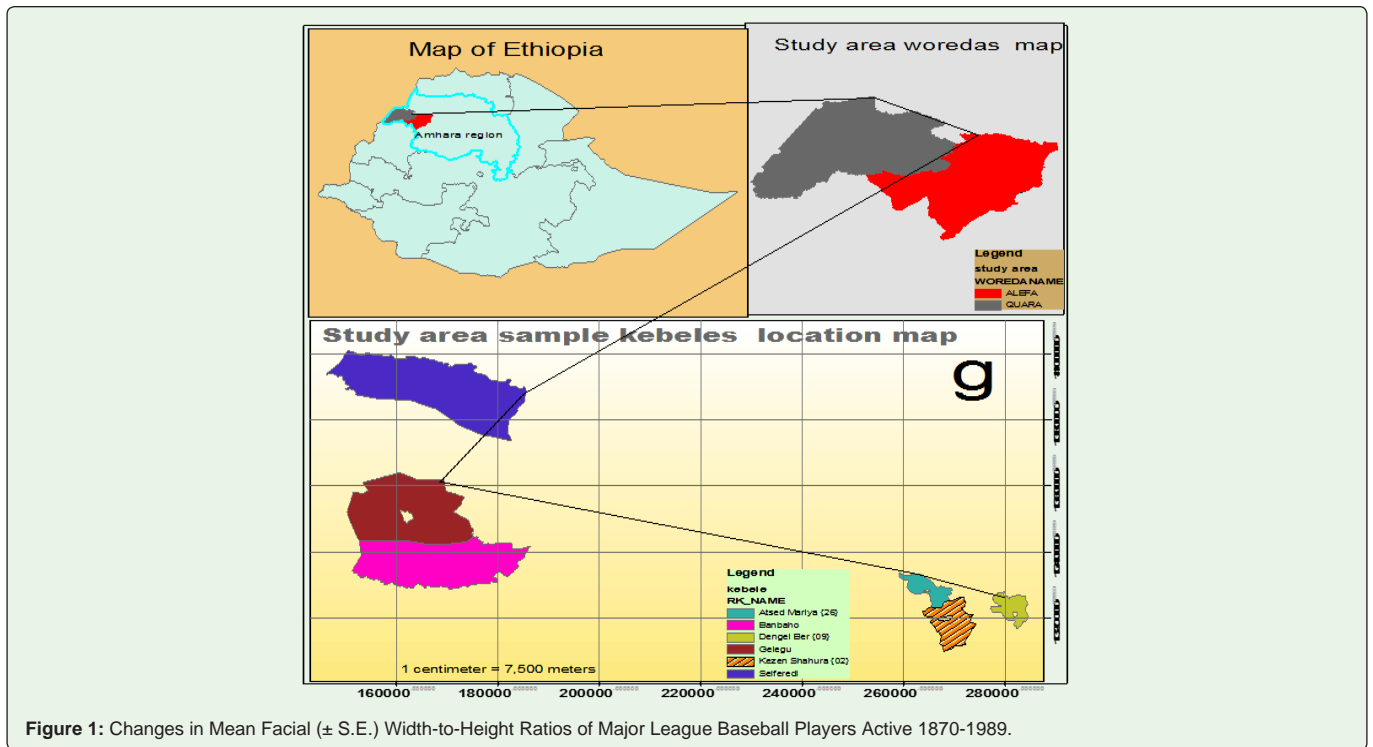 Map of Ethiopia
Amhara region
Study area woredas map
Legend
study area
WOREDANAME
ALEFA
QUARA
Study area sample kebeles location map
g
Legend
kebele
RK_NAME
Atsed Mariya (26)
Banbaho
Dengel Ber (09)
Gelegu
Kezen Shahura (02)
Selferedi
1 centimeter = 7,500 meters
160000 180000 200000 220000 240000 260000 280000
Figure 1: Changes in Mean Facial (± S.E.) Width-to-Height Ratios of Major League Baseball Players Active 1870-1989.